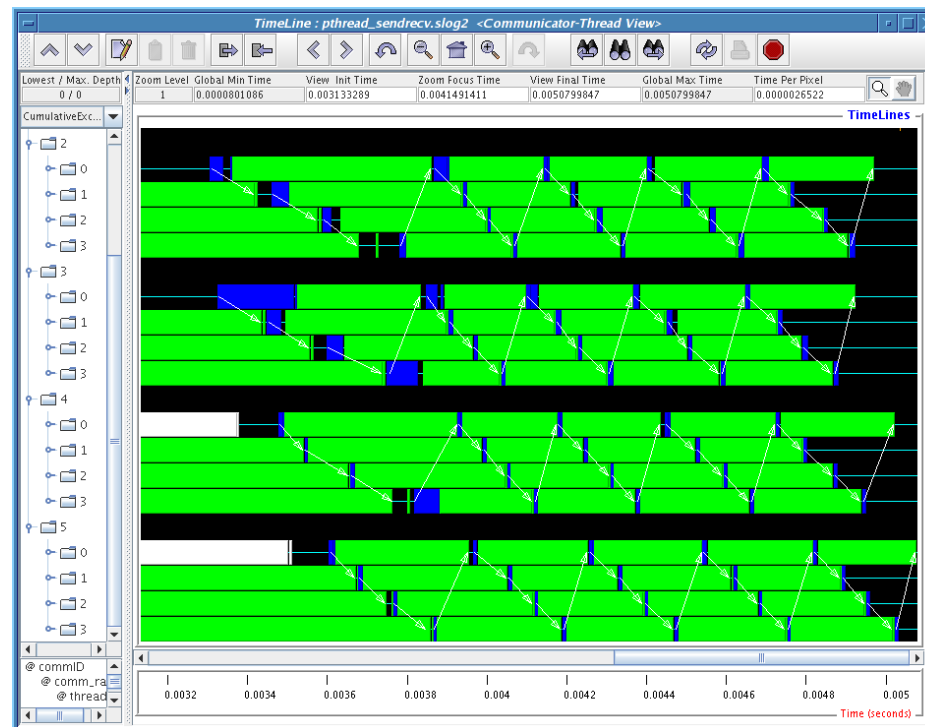 TimeLine : pthread_sendrecv.slog2 <Communicator-Thread View>
Lowest / Max. Depth Zoom Level Global Min Time View Init Time Zoom Focus Time View Final Time Global Max Time Time Per Pixel
0 / 0 1 0.0000801086 0.003133289 0.0041491411 0.0050799847 0.0050799847 0.0000026522
CumulativeExc...
TimeLines
2
0
1
2
3
3
0
1
2
3
4
0
1
2
3
5
0
1
2
3
@ commID
@ comm_ra
@ thread
0.0032 0.0034 0.0036 0.0038 0.004 0.0042 0.0044 0.0046 0.0048 0.005
Time (seconds)